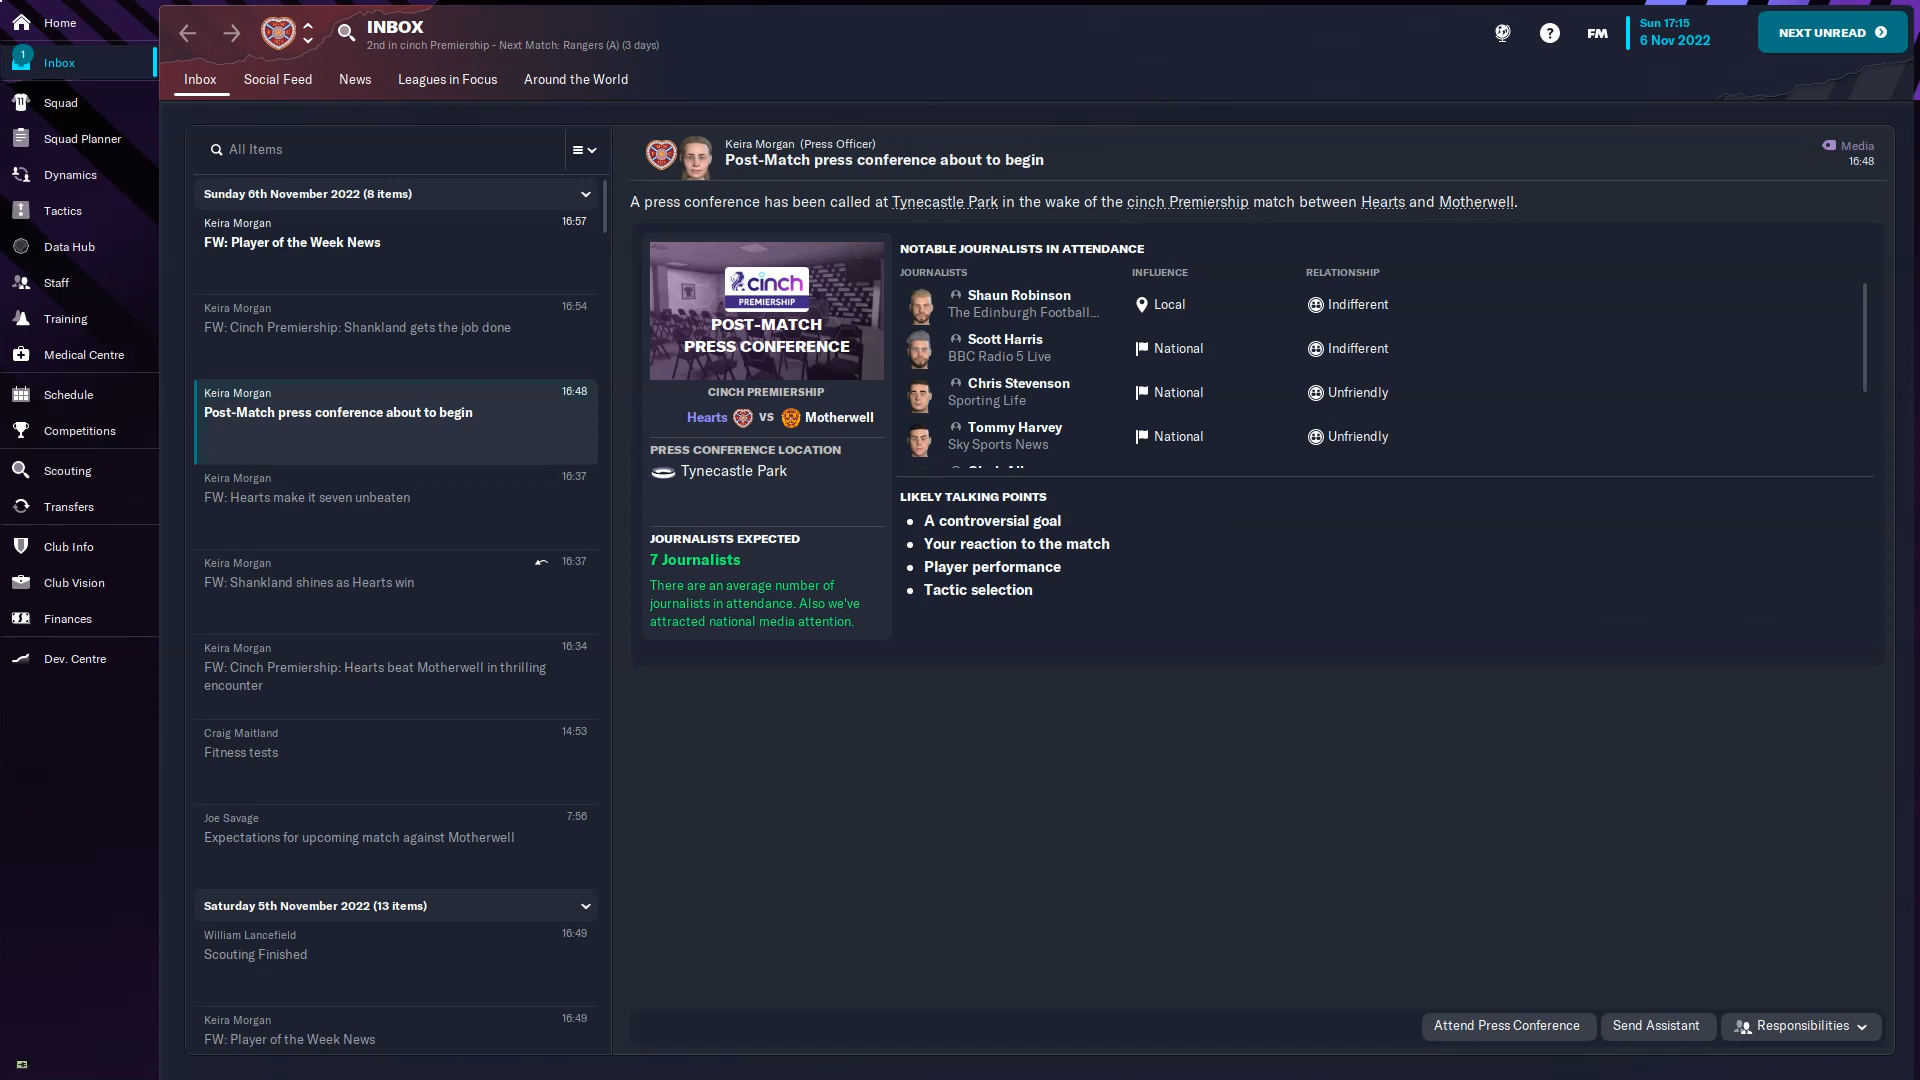 Home
1
Inbox
Squad
Squad Planner
Dynamics
Tactics
Data Hub
Staff
Training
Medical Centre
Schedule
Competitions
Scouting
Transfers
Club Info
Club Vision
Finances
Dev. Centre
INBOX
2nd in cinch Premiership - Next Match: Rangers (A) (3 days)
FM
Sun 17:15
6 Nov 2022
NEXT UNREAD
Inbox Social Feed News Leagues in Focus Around the World
All Items
Sunday 6th November 2022 (8 items)
Keira Morgan 16:57
FW: Player of the Week News
Keira Morgan 16:54
FW: Cinch Premiership: Shankland gets the job done
Keira Morgan 16:48
Post-Match press conference about to begin
Keira Morgan 16:37
FW: Hearts make it seven unbeaten
Keira Morgan 16:37
FW: Shankland shines as Hearts win
Keira Morgan 16:34
FW: Cinch Premiership: Hearts beat Motherwell in thrilling
encounter
Craig Maitland 14:53
Fitness tests
Joe Savage 7:56
Expectations for upcoming match against Motherwell
Saturday 5th November 2022 (13 items)
William Lancefield 16:49
Scouting Finished
Keira Morgan 16:49
FW: Player of the Week News
Keira Morgan (Press Officer)
Post-Match press conference about to begin
Media
16:48
A press conference has been called at Tynecastle Park in the wake of the cinch Premiership match between Hearts and Motherwell.
cinch
PREMIERSHIP
POST-MATCH
PRESS CONFERENCE
CINCH PREMIERSHIP
Hearts VS Motherwell
PRESS CONFERENCE LOCATION
Tynecastle Park
JOURNALISTS EXPECTED
7 Journalists
There are an average number of
journalists in attendance. Also we've
attracted national media attention.
NOTABLE JOURNALISTS IN ATTENDANCE
JOURNALISTS INFLUENCE RELATIONSHIP
Shaun Robinson
The Edinburgh Football... Local Indifferent
Scott Harris
BBC Radio 5 Live National Indifferent
Chris Stevenson
Sporting Life National Unfriendly
Tommy Harvey
Sky Sports News National Unfriendly
LIKELY TALKING POINTS
• A controversial goal
• Your reaction to the match
• Player performance
• Tactic selection
Attend Press Conference Send Assistant Responsibilities